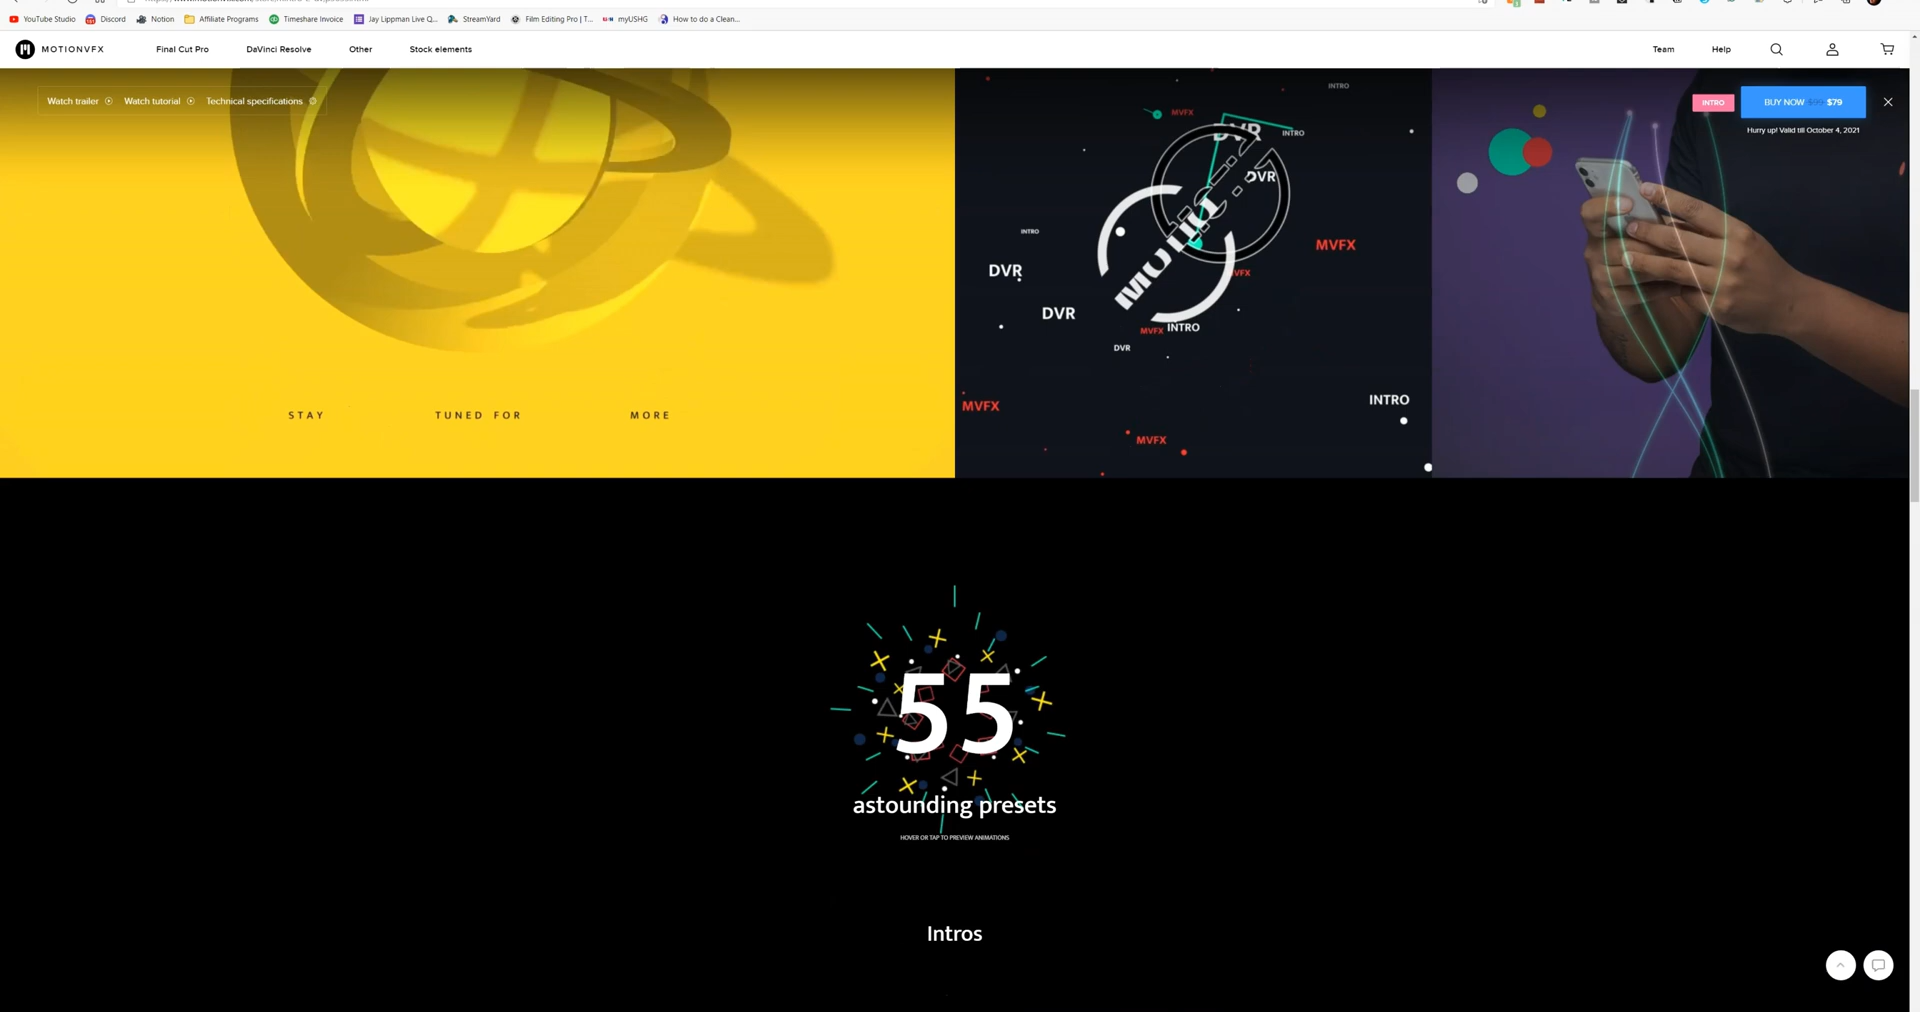 YouTube Studio
Discord
Notion
Affiliate Programs
Timeshare Invoice
Jay Lippman Live Q...
StreamYard
Film Editing Pro | T...
myUSHG
How to do a Clean...
MOTIONVFX
Final Cut Pro
DaVinci Resolve
Other
Stock elements
Team
Help
Watch trailer
Watch tutorial
Technical specifications
INTRO
BUY NOW $99 $79
Hurry up! Valid till October 4, 2021
STAY TUNED FOR MORE
INTRO
MVFX
DVR
INTRO
DVR
INTRO
MVFX
DVR
DVR
MVFX INTRO
DVR
INTRO
MVFX
MVFX
55
astounding presets
HOVER OR TAP TO PREVIEW ANIMATIONS
Intros